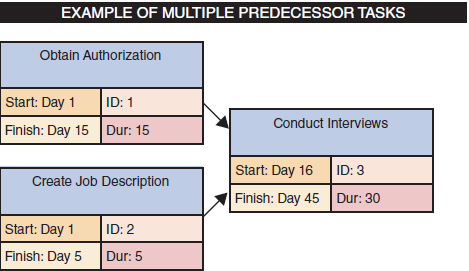 EXAMPLE OF MULTIPLE PREDECESSOR TASKS
Obtain Authorization
Start: Day 1 ID: 1
Finish: Day 15 Dur: 15
Conduct Interviews
Start: Day 16 ID: 3
Finish: Day 45 Dur: 30
Create Job Description
Start: Day 1 ID: 2
Finish: Day 5 Dur: 5